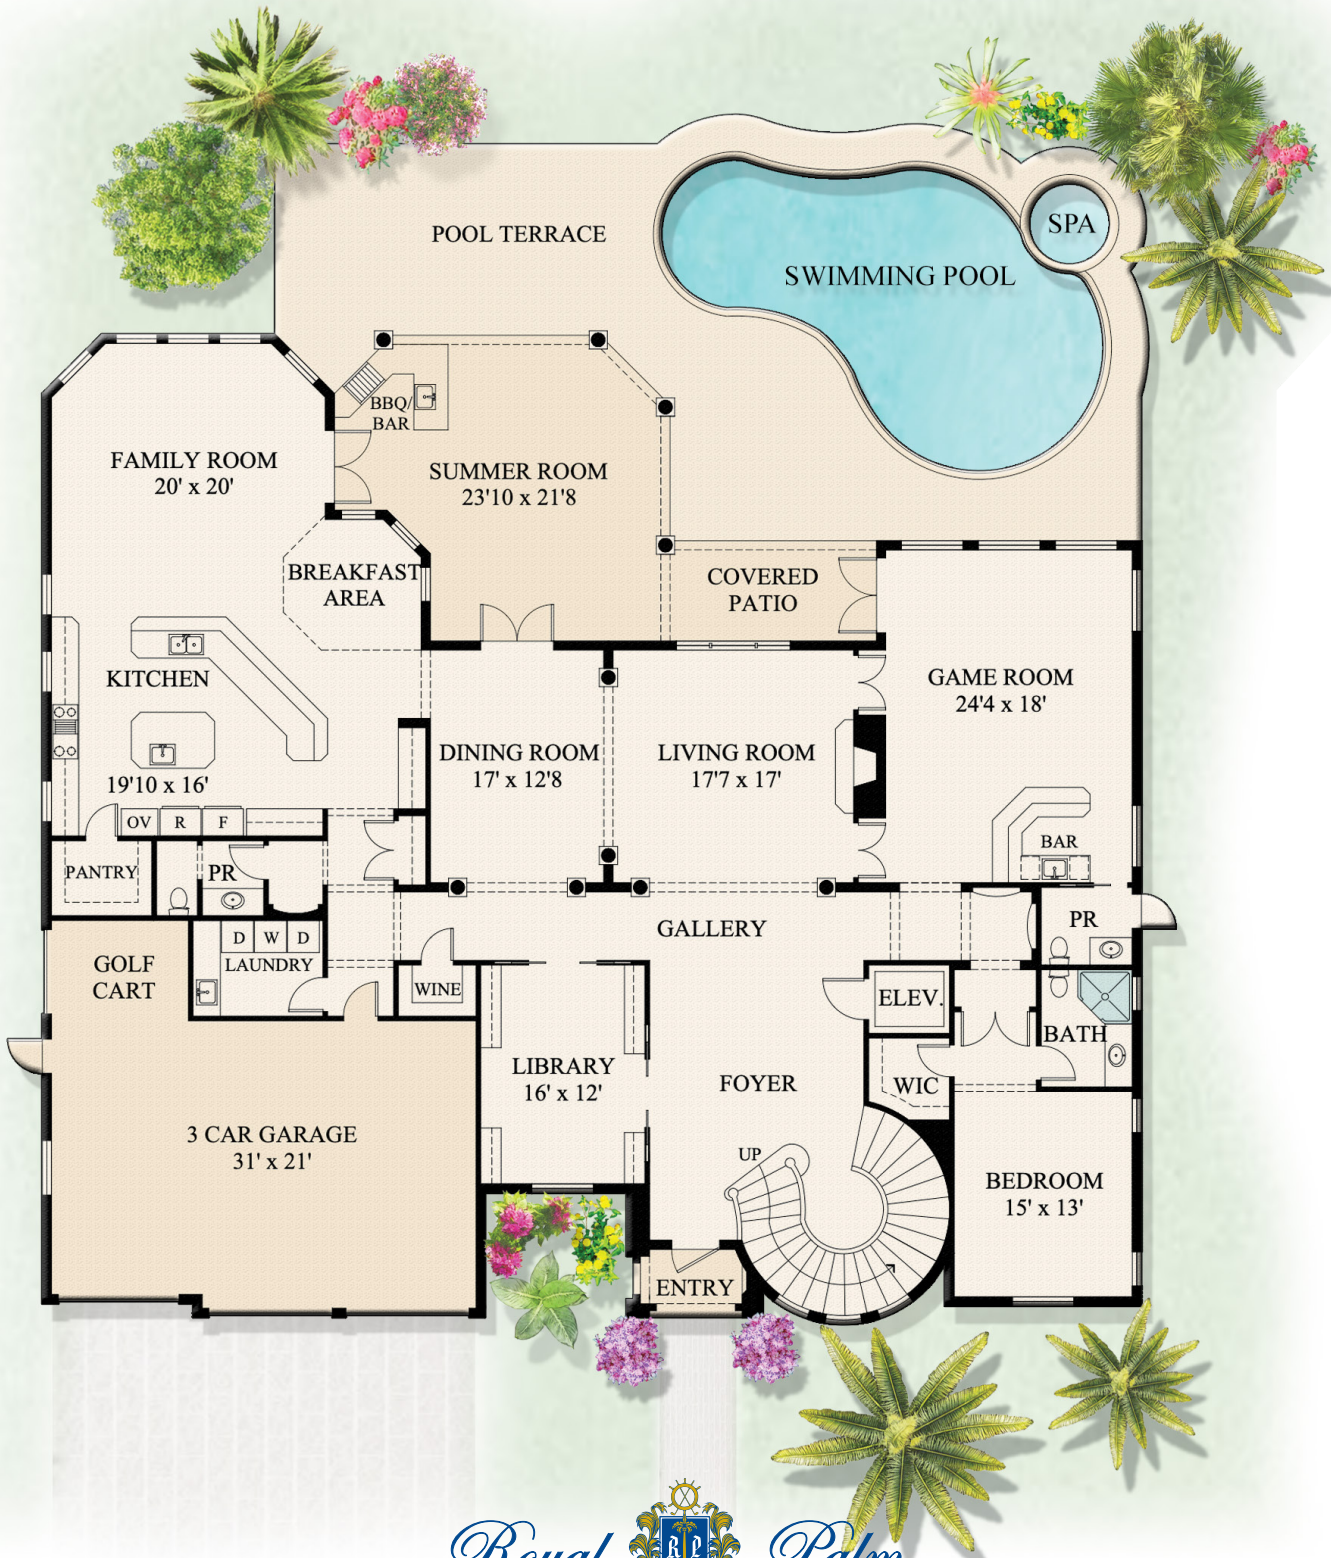 POOL TERRACE
SPA
SWIMMING POOL
BBQ/
BAR
FAMILY ROOM
20' x 20'
SUMMER ROOM
23'10 x 21'8
BREAKFAST
AREA
COVERED
PATIO
KITCHEN
19'10 x 16'
GAME ROOM
24'4 x 18'
DINING ROOM
17' x 12'8
LIVING ROOM
17'7 x 17'
OV
R
F
BAR
PANTRY
PR
GALLERY
PR
D
W
D
LAUNDRY
GOLF
CART
WINE
ELEV.
BATH
LIBRARY
16' x 12'
FOYER
WIC
3 CAR GARAGE
31' x 21'
UP
BEDROOM
15' x 13'
ENTRY
Royal Palm
RP